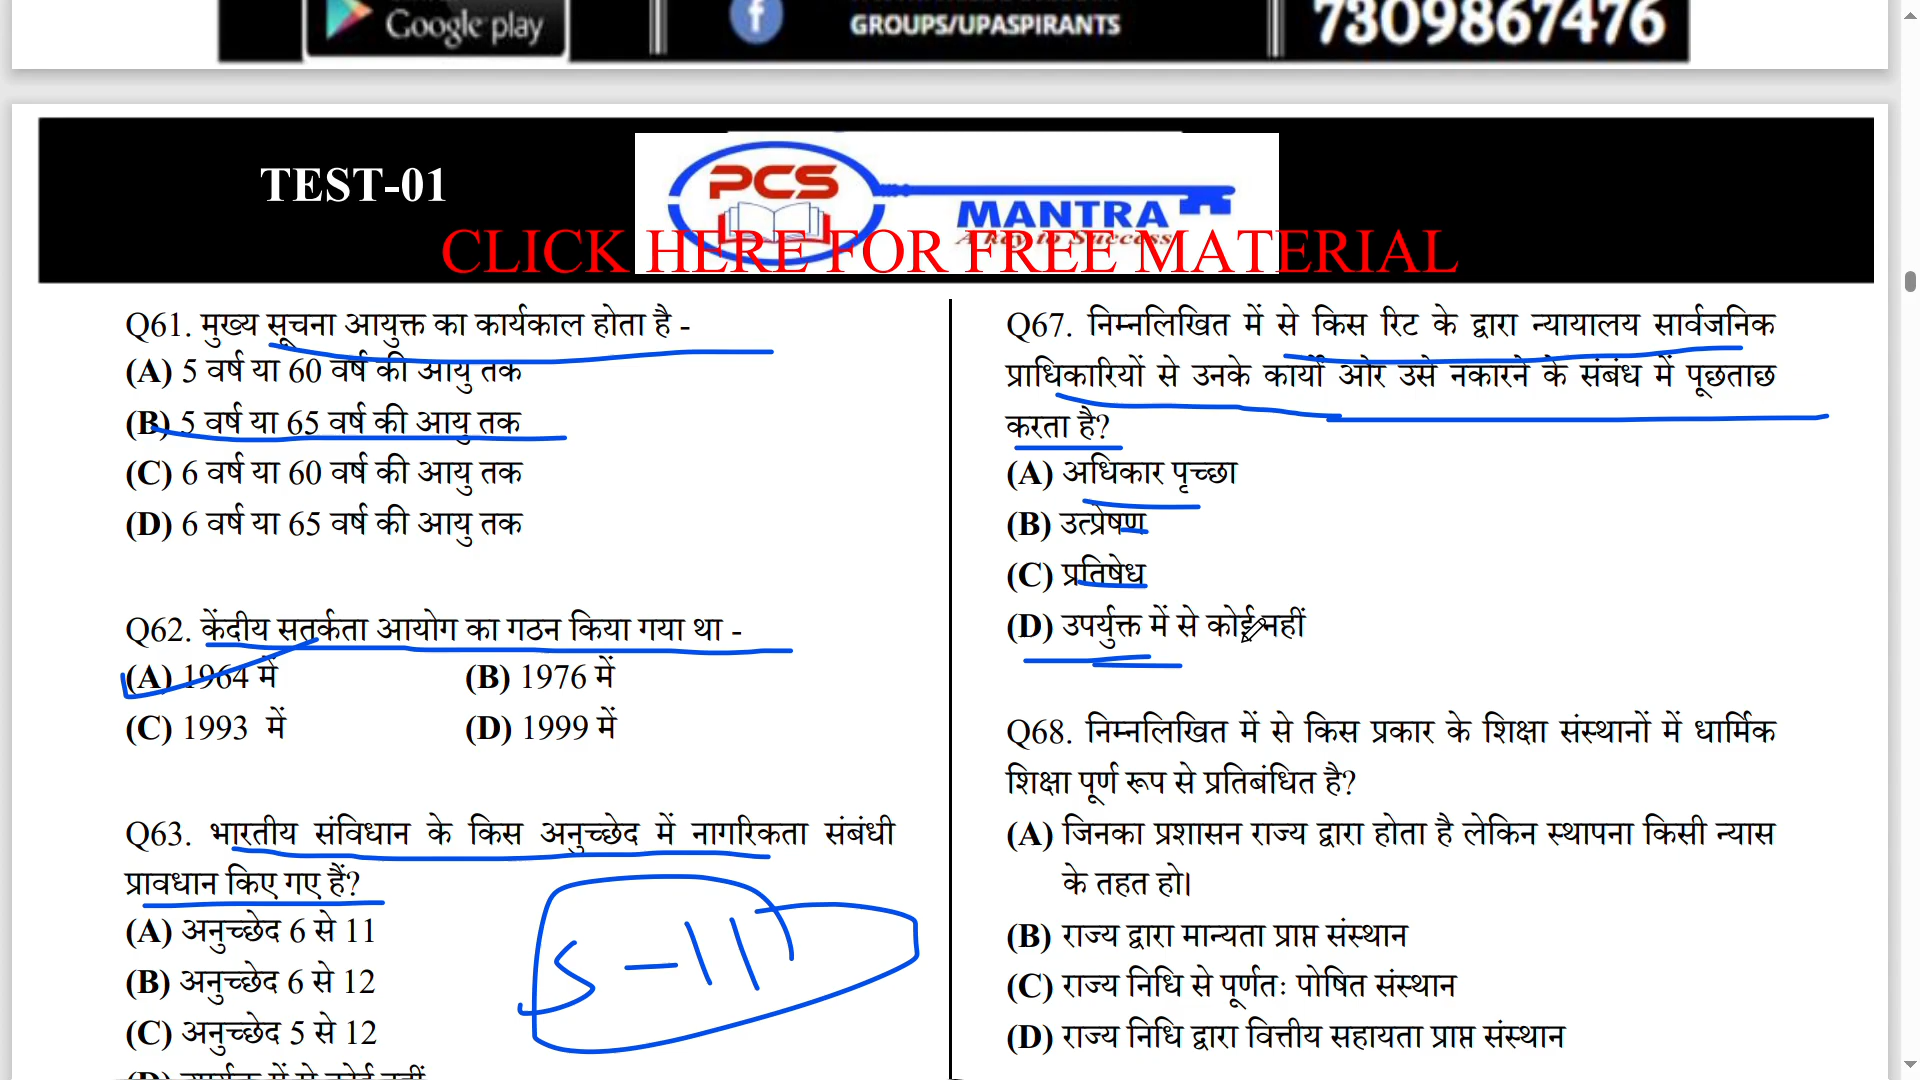 Google play
GROUPS/UPASPIRANTS
7309867476
TEST-01
PCS
MANTRA
A Key to Success
CLICK HERE FOR FREE MATERIAL
Q61. मुख्य सूचना आयुक्त का कार्यकाल होता है -
(A) 5 वर्ष या 60 वर्ष की आयु तक
(B) 5 वर्ष या 65 वर्ष की आयु तक
(C) 6 वर्ष या 60 वर्ष की आयु तक
(D) 6 वर्ष या 65 वर्ष की आयु तक
Q62. केंदीय सतर्कता आयोग का गठन किया गया था -
(A) 1964 में (B) 1976 में
(C) 1993 में (D) 1999 में
Q63. भारतीय संविधान के किस अनुच्छेद में नागरिकता संबंधी
प्रावधान किए गए हैं?
(A) अनुच्छेद 6 से 11
(B) अनुच्छेद 6 से 12
(C) अनुच्छेद 5 से 12
5 - 11
Q67. निम्नलिखित में से किस रिट के द्वारा न्यायालय सार्वजनिक
प्राधिकारियों से उनके कार्यों ओर उसे नकारने के संबंध में पूछताछ
करता है?
(A) अधिकार पृच्छा
(B) उत्प्रेषण
(C) प्रतिषेध
(D) उपर्युक्त में से कोई नहीं
Q68. निम्नलिखित में से किस प्रकार के शिक्षा संस्थानों में धार्मिक
शिक्षा पूर्ण रूप से प्रतिबंधित है?
(A) जिनका प्रशासन राज्य द्वारा होता है लेकिन स्थापना किसी न्यास
के तहत हो।
(B) राज्य द्वारा मान्यता प्राप्त संस्थान
(C) राज्य निधि से पूर्णतः पोषित संस्थान
(D) राज्य निधि द्वारा वित्तीय सहायता प्राप्त संस्थान